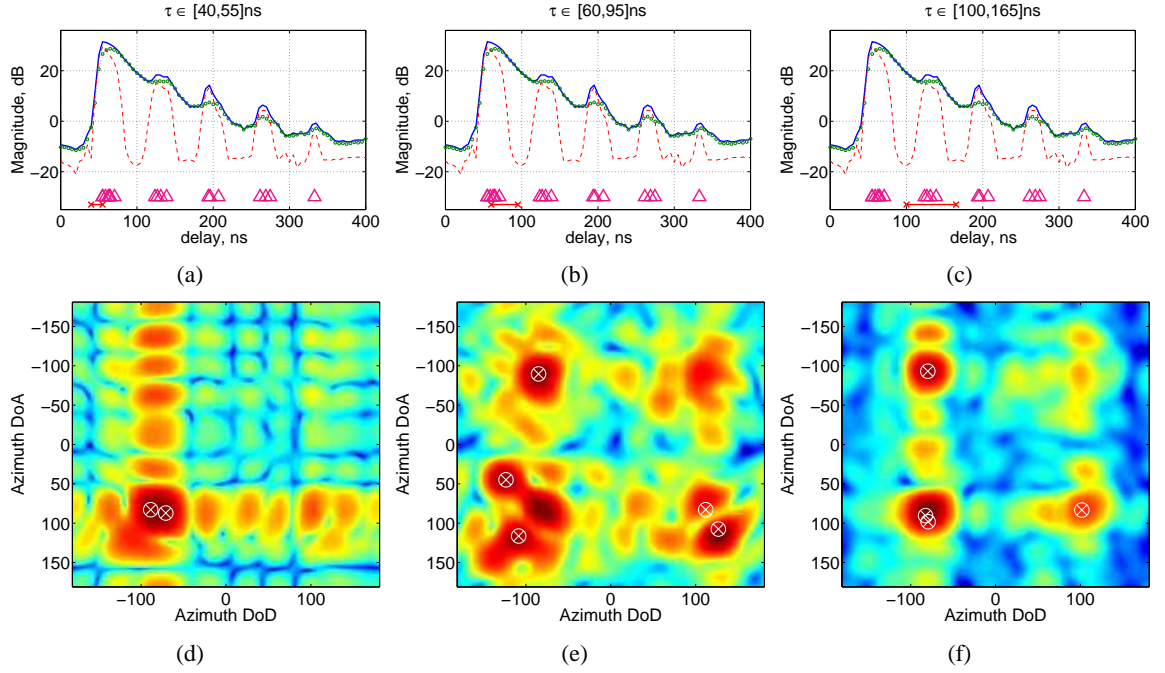 τ ∈ [40,55]ns
τ ∈ [60,95]ns
τ ∈ [100,165]ns
Magnitude, dB
20
0
−20
0 100 200 300 400
delay, ns
Magnitude, dB
20
0
−20
0 100 200 300 400
delay, ns
Magnitude, dB
20
0
−20
0 100 200 300 400
delay, ns
(a)
(b)
(c)
Azimuth DoA
−150
−100
−50
0
50
100
150
−100 0 100
Azimuth DoD
Azimuth DoA
−150
−100
−50
0
50
100
150
−100 0 100
Azimuth DoD
Azimuth DoA
−150
−100
−50
0
50
100
150
−100 0 100
Azimuth DoD
(d)
(e)
(f)